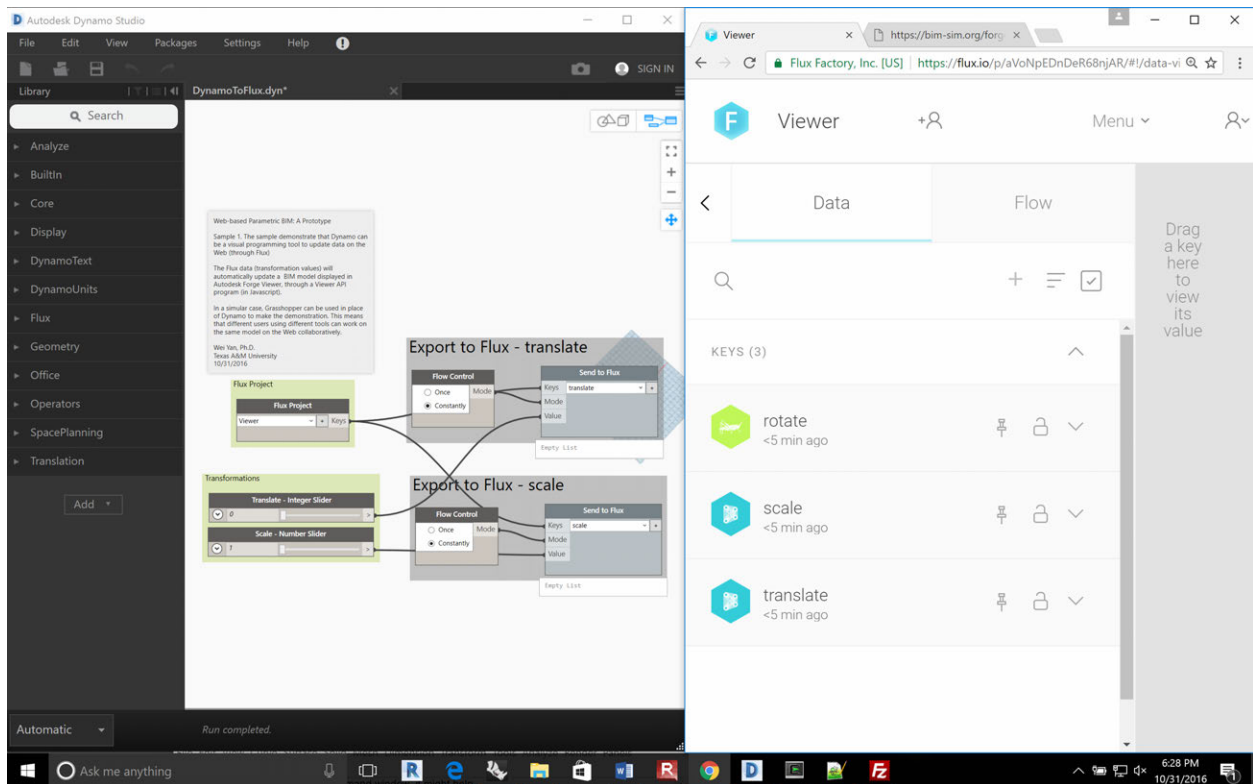 Autodesk Dynamo Studio
File Edit View Packages Settings Help
SIGN IN
Library
DynamoToFlux.dyn*
Search
Analyze
BuiltIn
Core
Display
DynamoText
DynamoUnits
Flux
Geometry
Office
Operators
SpacePlanning
Translation
Add
Web-based Parametric BIM: A Prototype
Sample 1. The sample demonstrate that Dynamo can
be a visual programming tool to update data on the
Web (through Flux)
The Flux data (transformation values) will
automatically update a BIM model displayed in
Autodesk Forge Viewer, through a Viewer API
program (in Javascript).
In a simular case, Grasshopper can be used in place
of Dynamo to make the demonstration. This means
that different users using different tools can work on
the same model on the Web collaboratively.
Wei Yan, Ph.D.
Texas A&M University
10/31/2016
Flux Project
Flux Project
Viewer + Keys
Transformations
Translate - Integer Slider
0 >
Scale - Number Slider
1 >
Export to Flux - translate
Flow Control
Once Mode
Constantly
Send to Flux
Keys translate +
Mode
Value
Empty List
Export to Flux - scale
Flow Control
Once Mode
Constantly
Send to Flux
Keys scale +
Mode
Value
Empty List
Automatic
Run completed.
Viewer
https://bim-sim.org/forg
Flux Factory, Inc. [US] https://flux.io/p/aVoNpEDnDeR68njAR/#!/data-vi
F Viewer Menu
Data Flow
KEYS (3)
rotate
<5 min ago
scale
<5 min ago
translate
<5 min ago
Drag
a key
here
to
view
its
value
Ask me anything
6:28 PM
10/31/2016